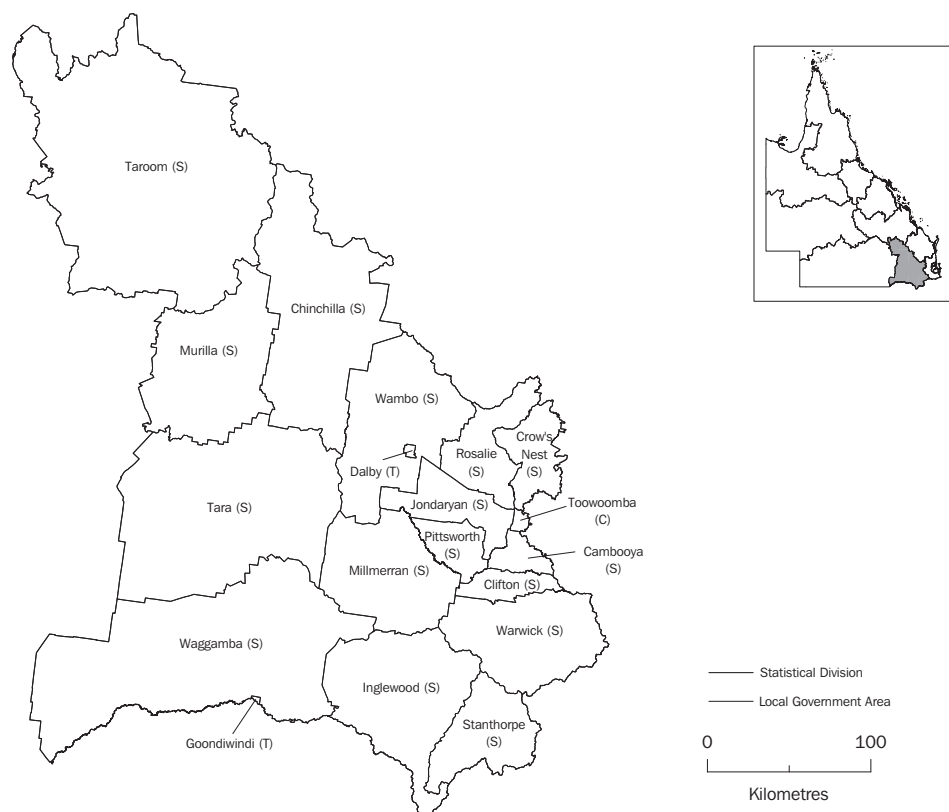 Taroom (S)
Chinchilla (S)
Murilla (S)
Wambo (S)
Crow's
Nest
(S)
Rosalie
(S)
Dalby (T)
Toowoomba
(C)
Tara (S)
Jondaryan (S)
Pittsworth
(S)
Cambooya
(S)
Millmerran (S)
Clifton (S)
Warwick (S)
Waggamba (S)
Inglewood (S)
Stanthorpe
(S)
Goondiwindi (T)
Statistical Division
Local Government Area
0 100
Kilometres